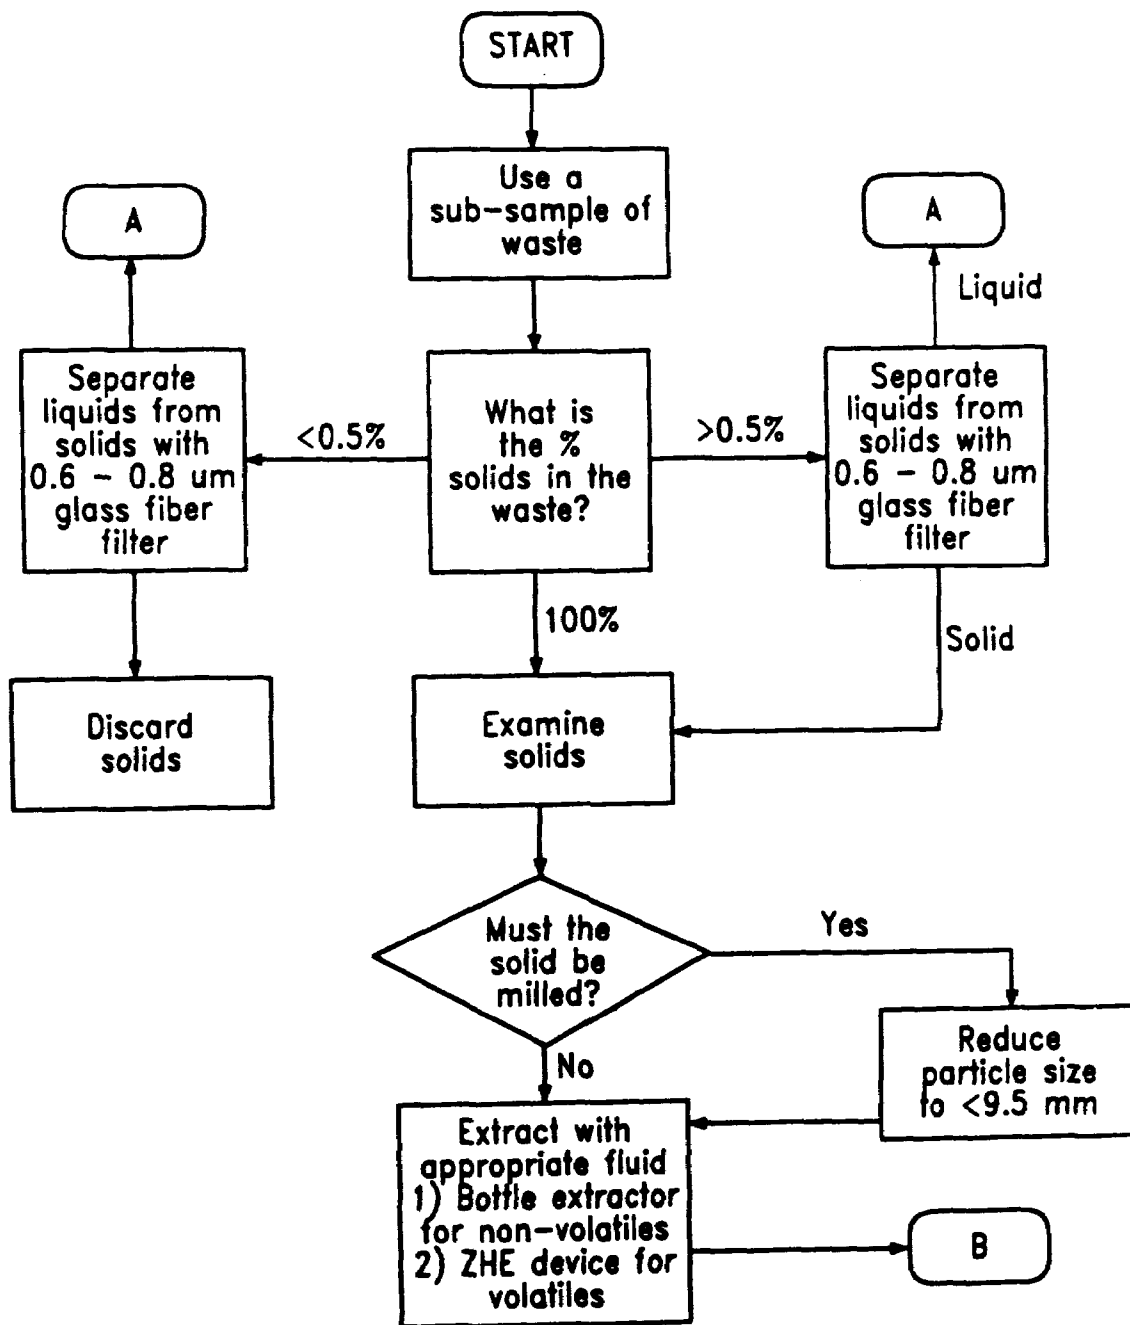 START
Use a
sub-sample of
waste
A
A
Liquid
Separate
liquids from
solids with
0.6 - 0.8 um
glass fiber
filter
<0.5%
What is
the %
solids in the
waste?
>0.5%
Separate
liquids from
solids with
0.6 - 0.8 um
glass fiber
filter
100%
Solid
Discard
solids
Examine
solids
Must the
solid be
milled?
Yes
No
Reduce
particle size
to <9.5 mm
Extract with
appropriate fluid
1) Bottle extractor
for non-volatiles
2) ZHE device for
volatiles
B